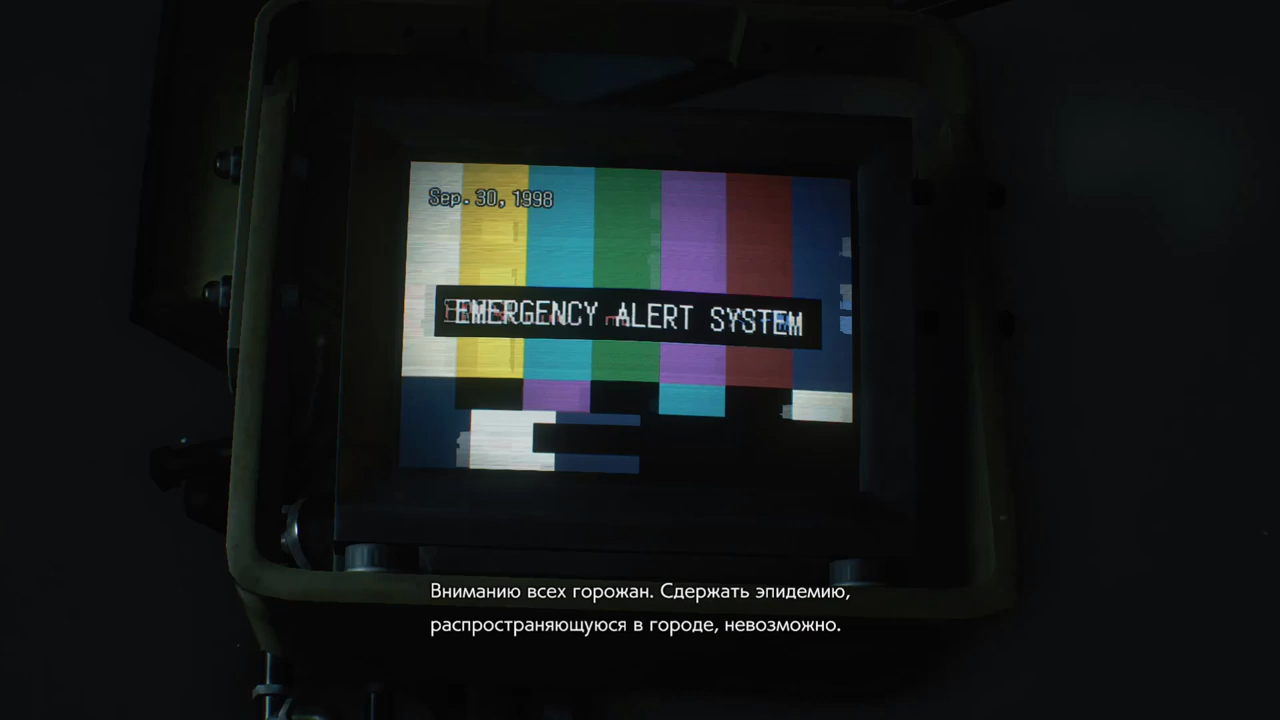 Sep. 30, 1998
EMERGENCY ALERT SYSTEM
Вниманию всех горожан. Сдержать эпидемию,
распространяющуюся в городе, невозможно.